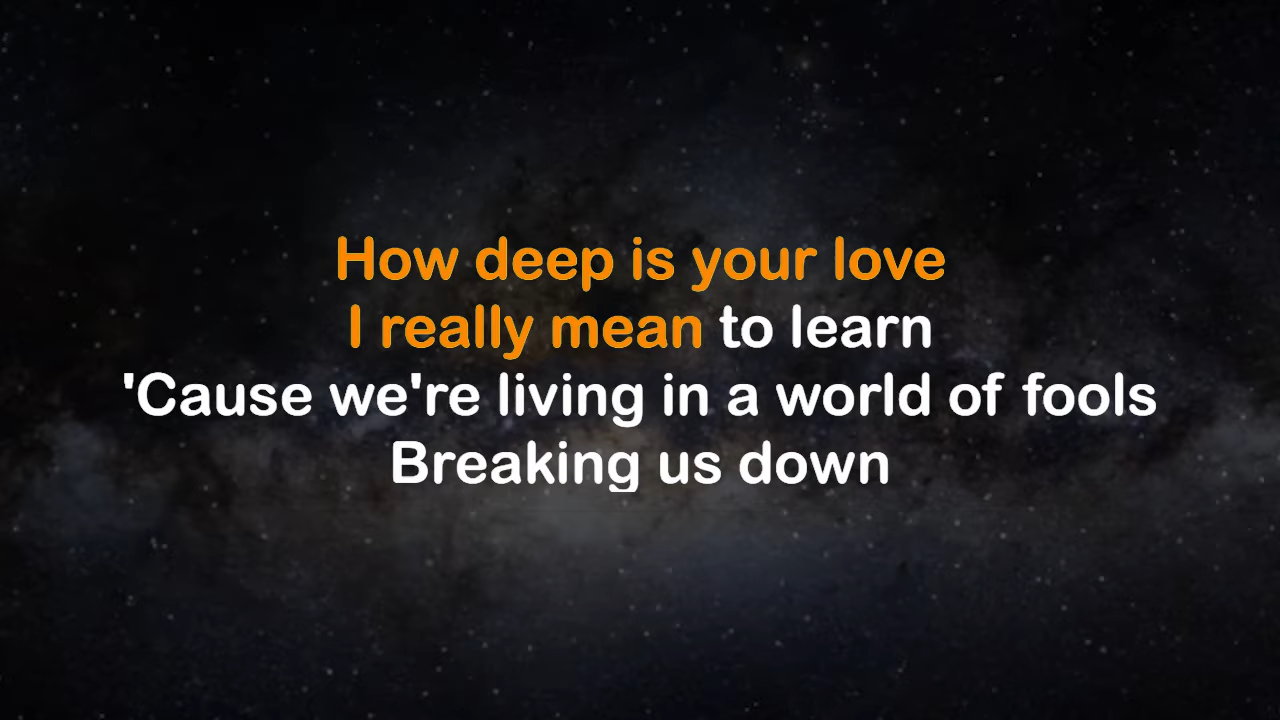 How deep is your love
I really mean to learn
'Cause we're living in a world of fools
Breaking us down